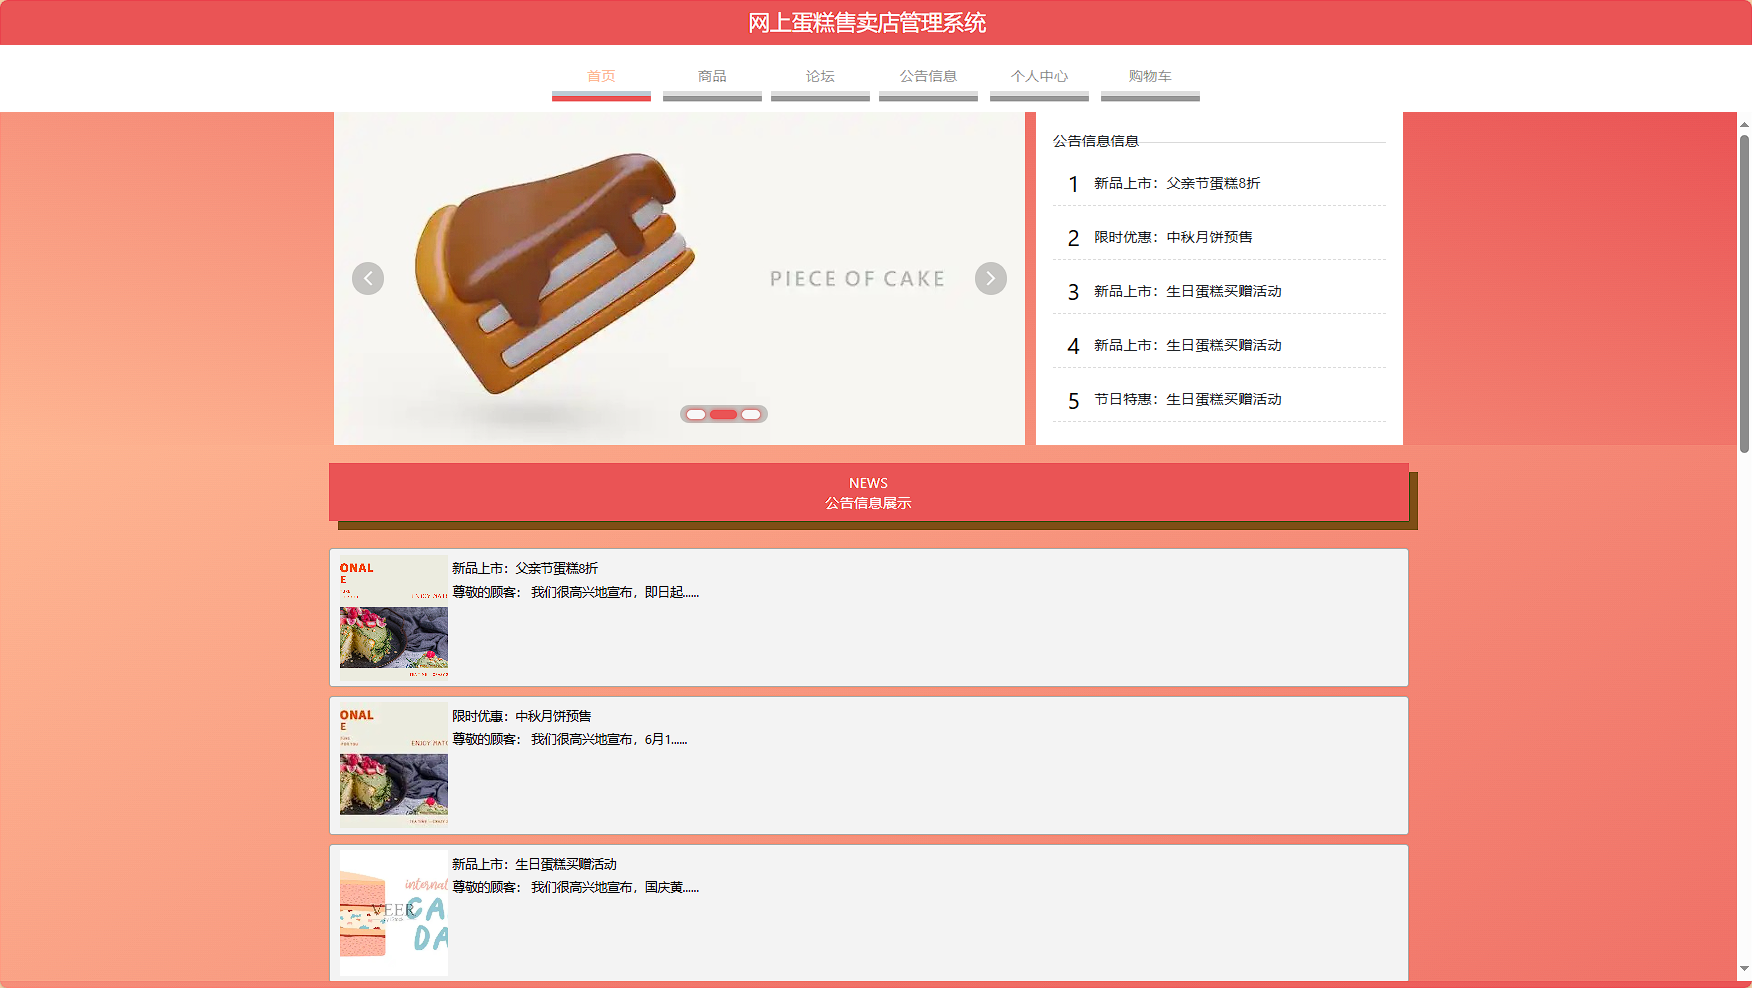 网上蛋糕售卖店管理系统
首页 商品 论坛 公告信息 个人中心 购物车
PIECE OF CAKE
公告信息信息
1 新品上市：父亲节蛋糕8折
2 限时优惠：中秋月饼预售
3 新品上市：生日蛋糕买赠活动
4 新品上市：生日蛋糕买赠活动
5 节日特惠：生日蛋糕买赠活动
NEWS
公告信息展示
ONAL
E
ENJOY MATC
新品上市：父亲节蛋糕8折
尊敬的顾客： 我们很高兴地宣布，即日起......
ONAL
E
ENJOY MATC
限时优惠：中秋月饼预售
尊敬的顾客： 我们很高兴地宣布，6月1......
internat
VEER
CA
DA
新品上市：生日蛋糕买赠活动
尊敬的顾客： 我们很高兴地宣布，国庆黄......